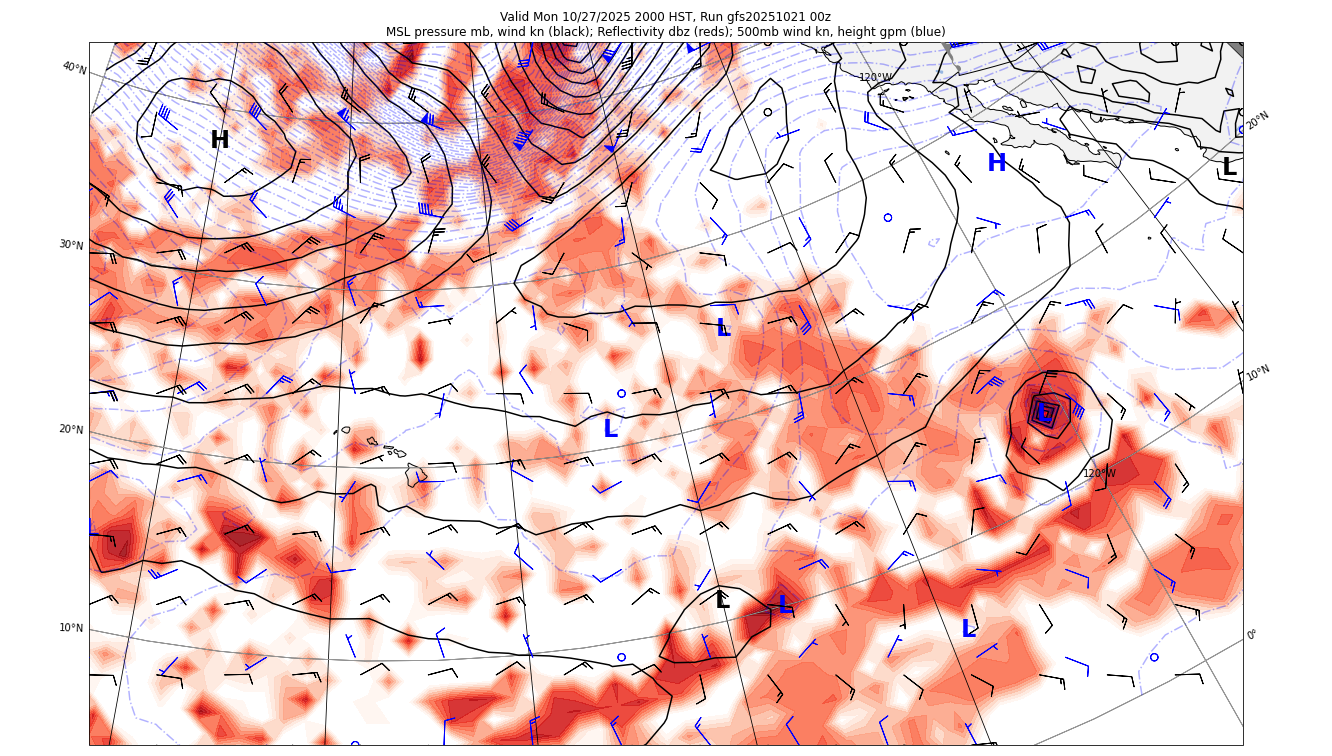 Valid Mon 10/27/2025 2000 HST, Run gfs20251021 00z
MSL pressure mb, wind kn (black); Reflectivity dbz (reds); 500mb wind kn, height gpm (blue)
40°N
120°W
20°N
H
H
L
30°N
L
10°N
L
20°N
L
120°W
L
L
10°N
L
0°